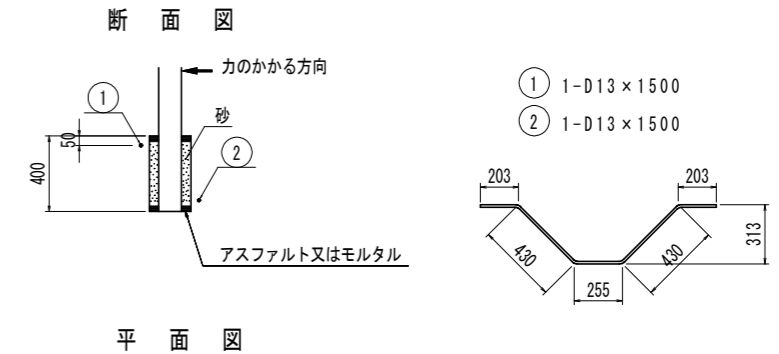 断面図
力のかかる方向
①
砂
②
50
400
アスファルト又はモルタル
① 1-D13×1500
② 1-D13×1500
203
203
430
430
313
255
平面図